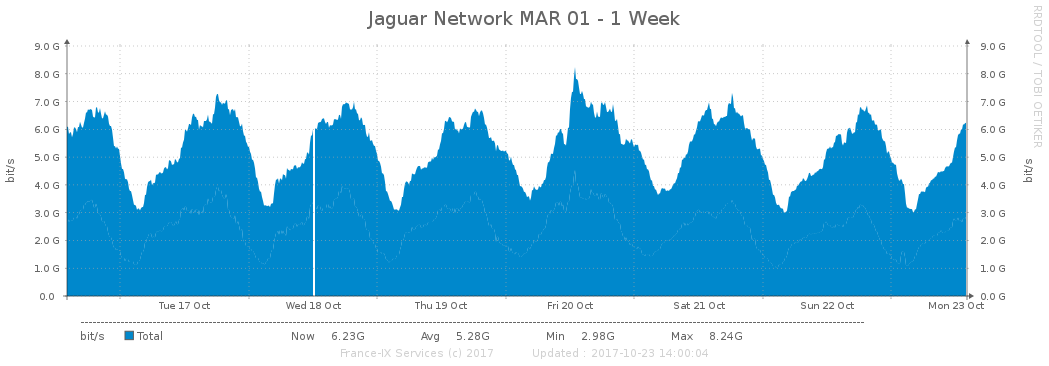 Jaguar Network MAR 01 - 1 Week
RRDTOOL / TOBI OETIKER
9.0 G 9.0 G
8.0 G 8.0 G
7.0 G 7.0 G
6.0 G 6.0 G
5.0 G 5.0 G
4.0 G 4.0 G
3.0 G 3.0 G
2.0 G 2.0 G
1.0 G 1.0 G
0.0 0.0 G
bit/s
bit/s
Tue 17 Oct Wed 18 Oct Thu 19 Oct Fri 20 Oct Sat 21 Oct Sun 22 Oct Mon 23 Oct
bit/s Total Now 6.23G Avg 5.28G Min 2.98G Max 8.24G
France-IX Services (c) 2017 Updated : 2017-10-23 14:00:04